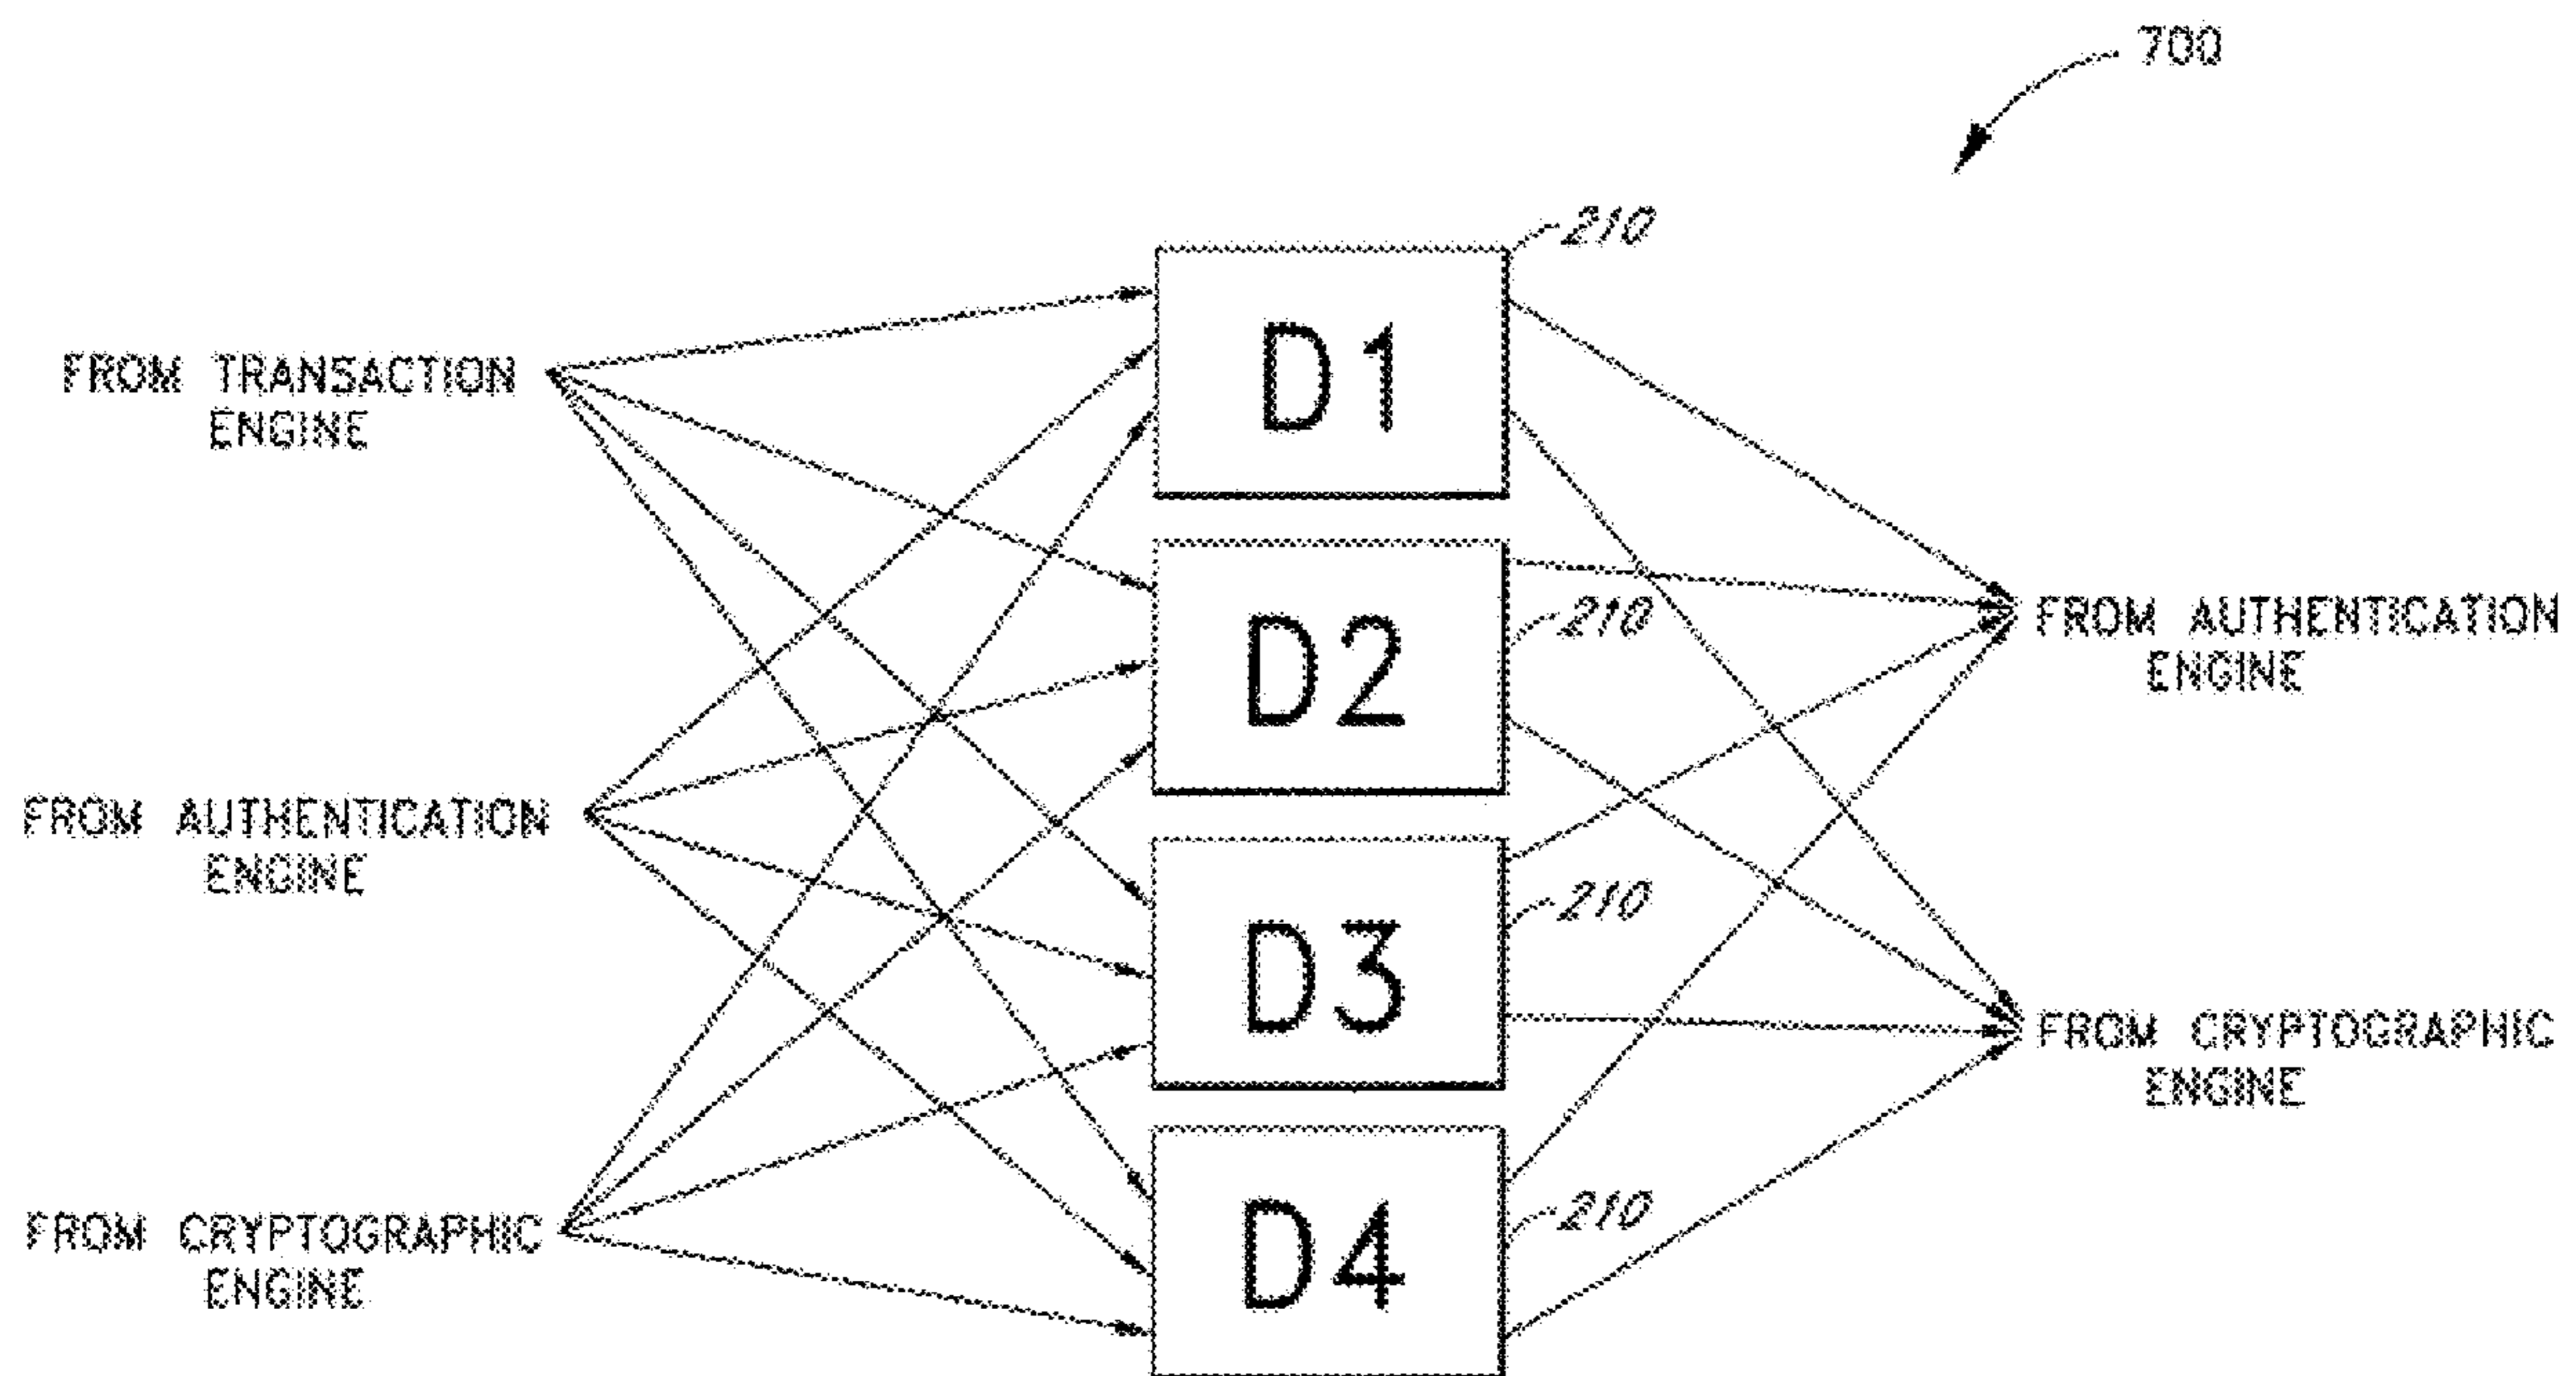 700
210
D1
FROM TRANSACTION
ENGINE
D2
210
FROM AUTHENTICATION
ENGINE
FROM AUTHENTICATION
ENGINE
210
D3
FROM CRYPTOGRAPHIC
ENGINE
FROM CRYPTOGRAPHIC
ENGINE
210
D4